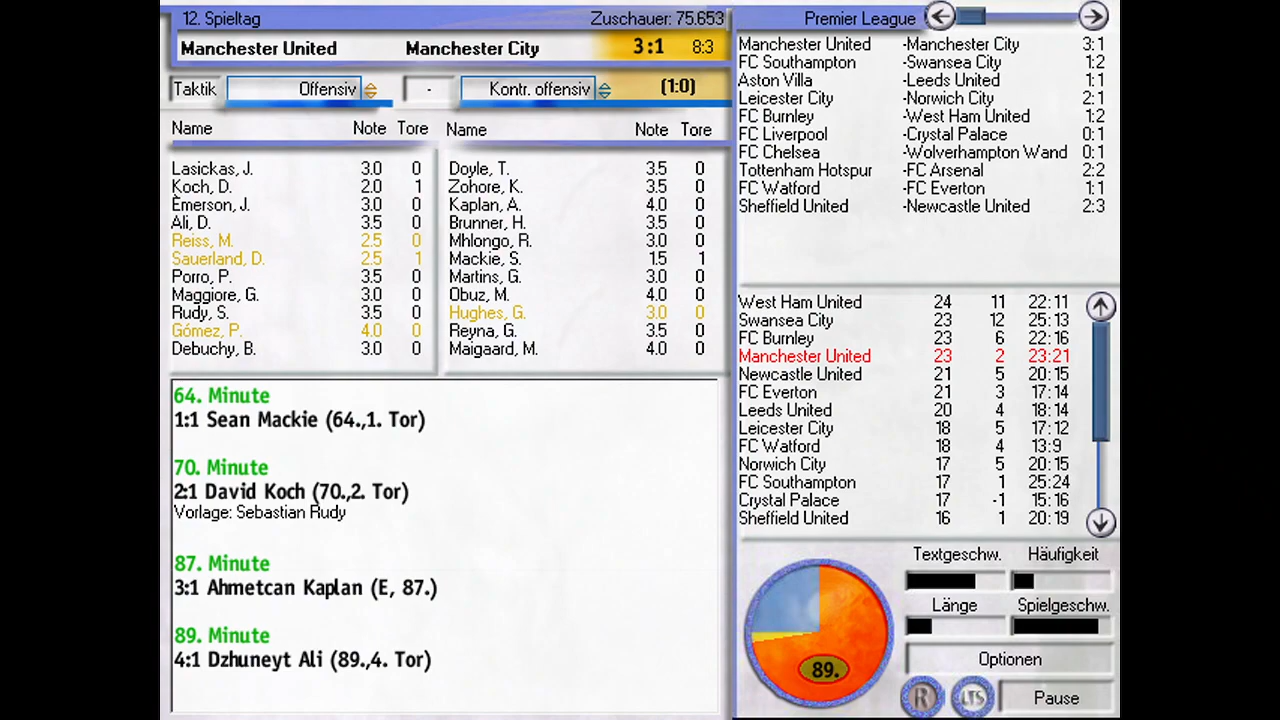 12. Spieltag Zuschauer: 75.653
Manchester United Manchester City 3:1 8:3
Taktik Offensiv - Kontr. offensiv (1:0)
Name Note Tore Name Note Tore
Lasickas, J. 3.0 0 Doyle, T. 3.5 0
Koch, D. 2.0 1 Zohore, K. 3.5 0
Èmerson, J. 3.0 0 Kaplan, A. 4.0 0
Ali, D. 3.5 0 Brunner, H. 3.5 0
Reiss, M. 2.5 0 Mhlongo, R. 3.0 0
Sauerland, D. 2.5 1 Mackie, S. 1.5 1
Porro, P. 3.5 0 Martins, G. 3.0 0
Maggiore, G. 3.0 0 Obuz, M. 4.0 0
Rudy, S. 3.5 0 Hughes, G. 3.0 0
Gómez, P. 4.0 0 Reyna, G. 3.5 0
Debuchy, B. 3.0 0 Maigaard, M. 4.0 0
64. Minute
1:1 Sean Mackie (64.,1. Tor)
70. Minute
2:1 David Koch (70.,2. Tor)
Vorlage: Sebastian Rudy
87. Minute
3:1 Ahmetcan Kaplan (E, 87.)
89. Minute
4:1 Dzhuneyt Ali (89.,4. Tor)
Premier League
Manchester United -Manchester City 3:1
FC Southampton -Swansea City 1:2
Aston Villa -Leeds United 1:1
Leicester City -Norwich City 2:1
FC Burnley -West Ham United 1:2
FC Liverpool -Crystal Palace 0:1
FC Chelsea -Wolverhampton Wand 0:1
Tottenham Hotspur -FC Arsenal 2:2
FC Watford -FC Everton 1:1
Sheffield United -Newcastle United 2:3
West Ham United 24 11 22:11
Swansea City 23 12 25:13
FC Burnley 23 6 22:16
Manchester United 23 2 23:21
Newcastle United 21 5 20:15
FC Everton 21 3 17:14
Leeds United 20 4 18:14
Leicester City 18 5 17:12
FC Watford 18 4 13:9
Norwich City 17 5 20:15
FC Southampton 17 1 25:24
Crystal Palace 17 -1 15:16
Sheffield United 16 1 20:19
Textgeschw. Häufigkeit
Länge Spielgeschw.
89.
Optionen
R LTS Pause